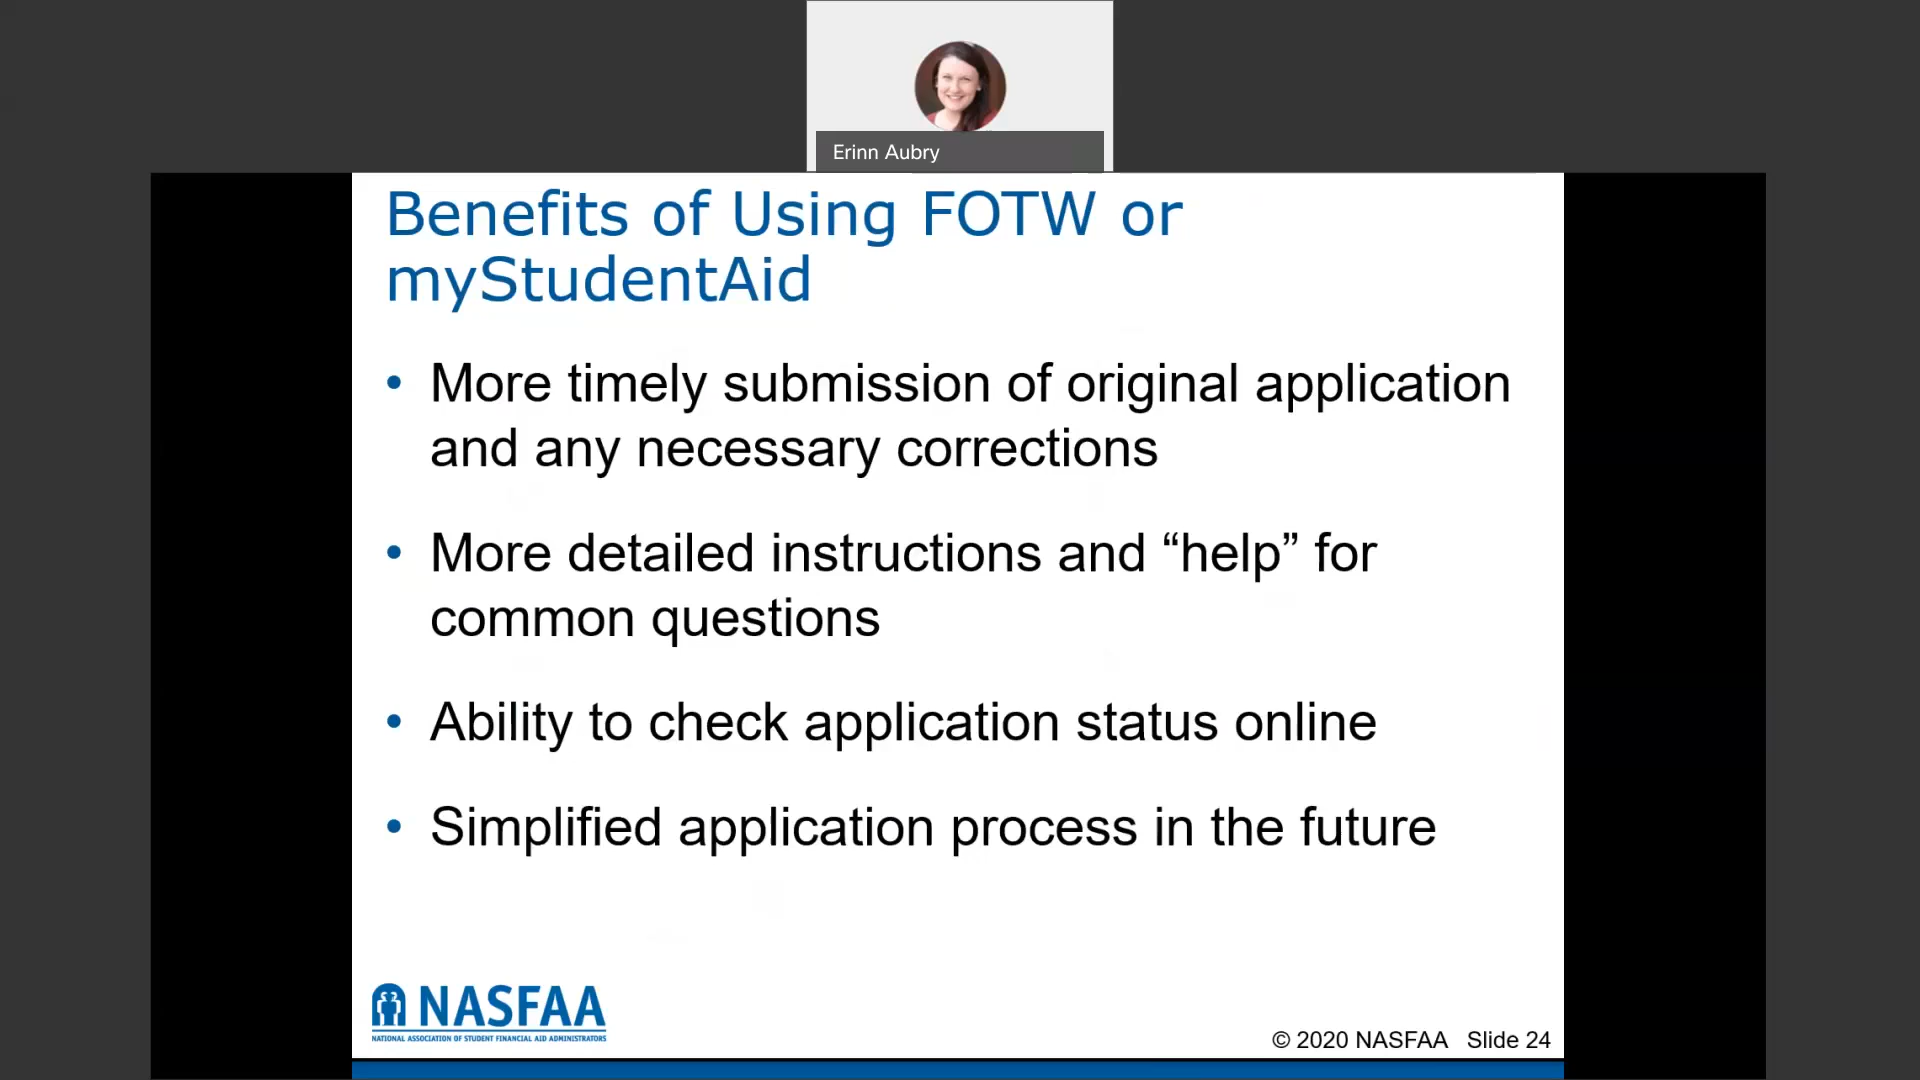 Erinn Aubry
Benefits of Using FOTW or
myStudentAid
• More timely submission of original application
and any necessary corrections
• More detailed instructions and “help” for
common questions
• Ability to check application status online
• Simplified application process in the future
NASFAA
NATIONAL ASSOCIATION OF STUDENT FINANCIAL AID ADMINISTRATORS
© 2020 NASFAA Slide 24